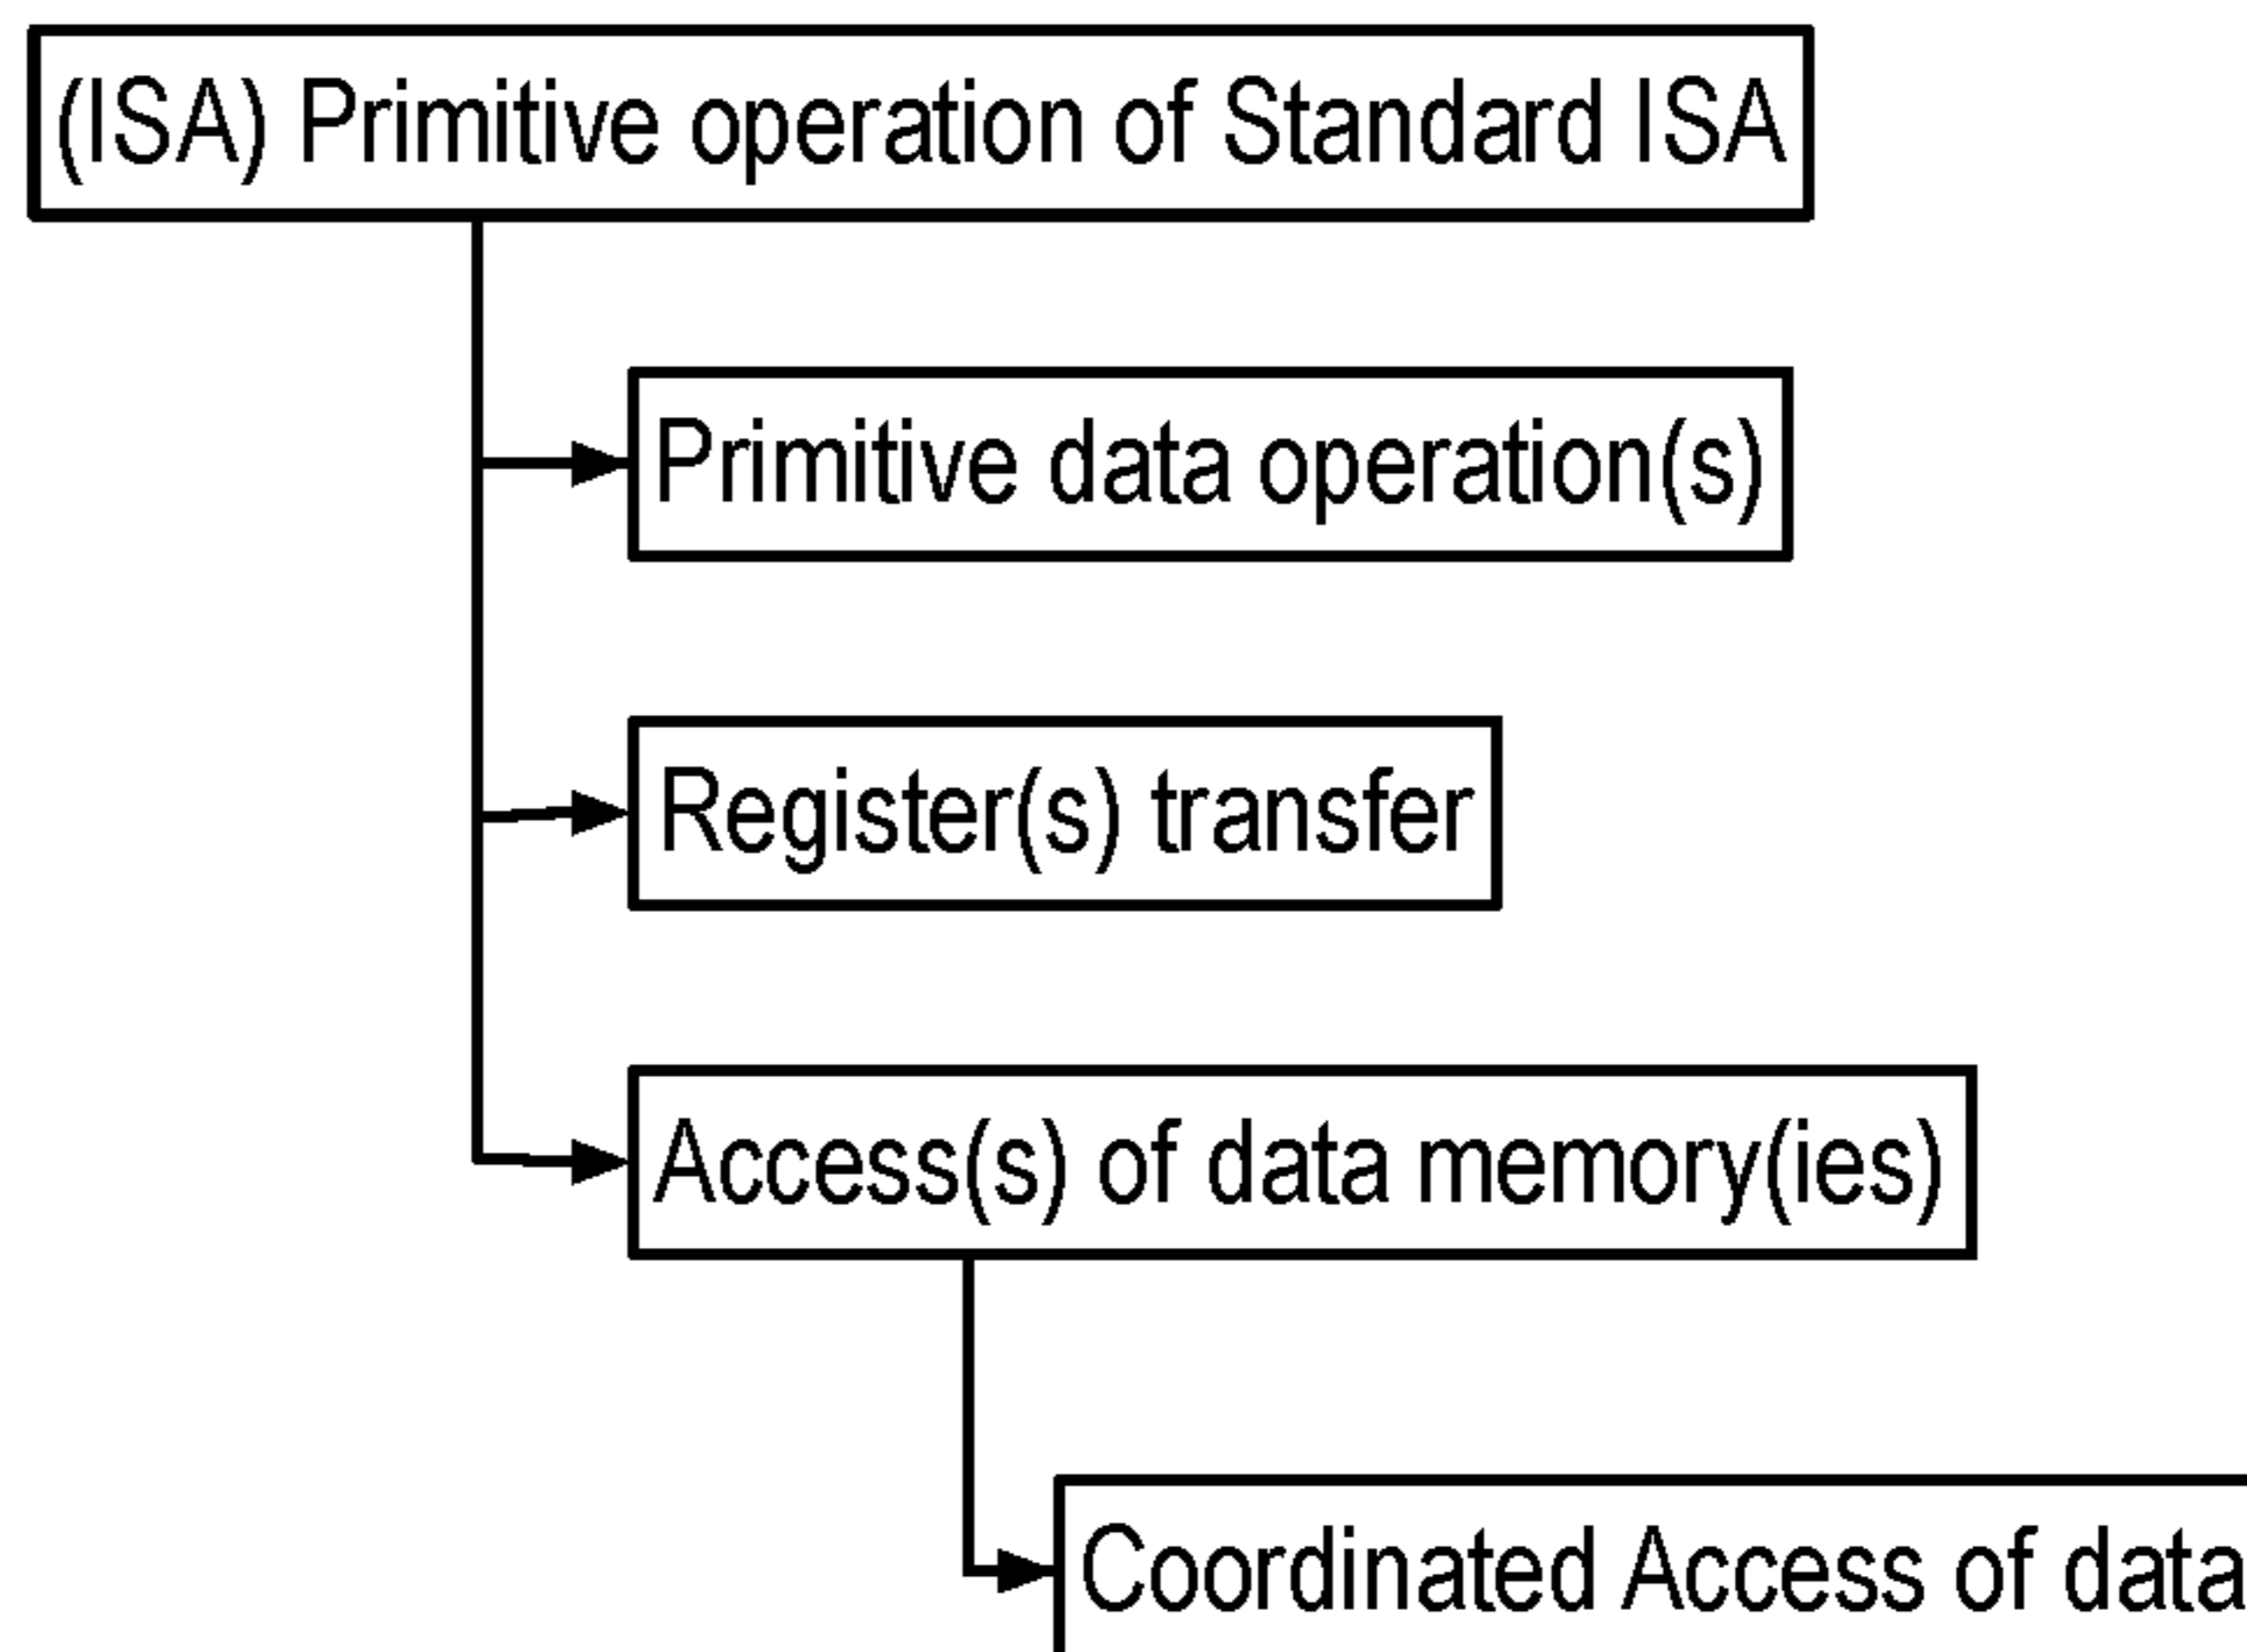 (ISA) Primitive operation of Standard ISA
Primitive data operation(s)
Register(s) transfer
Access(s) of data memory(ies)
Coordinated Access of data